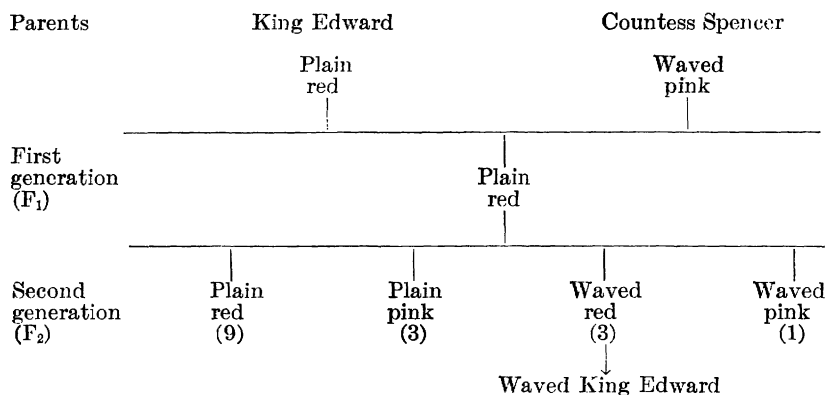 Parents King Edward Countess Spencer
Plain Waved
red pink
First
generation Plain
(F₁) red
Second Plain Plain Waved Waved
generation red pink red pink
(F₂) (9) (3) (3) (1)
Waved King Edward